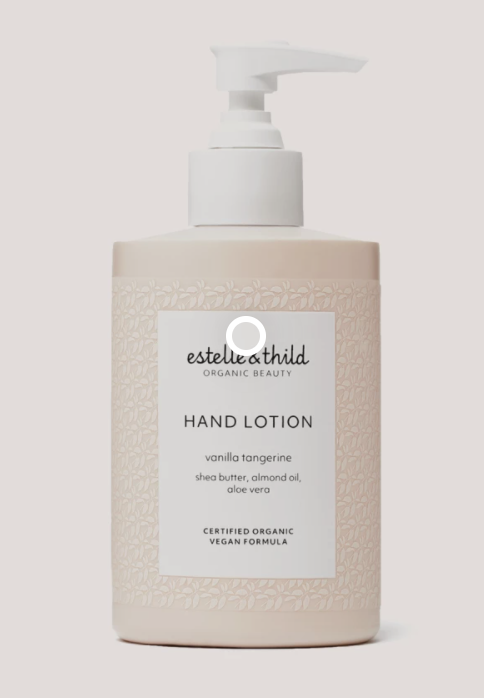 estelle & thild
ORGANIC BEAUTY
HAND LOTION
vanilla tangerine
shea butter, almond oil,
aloe vera
CERTIFIED ORGANIC
VEGAN FORMULA